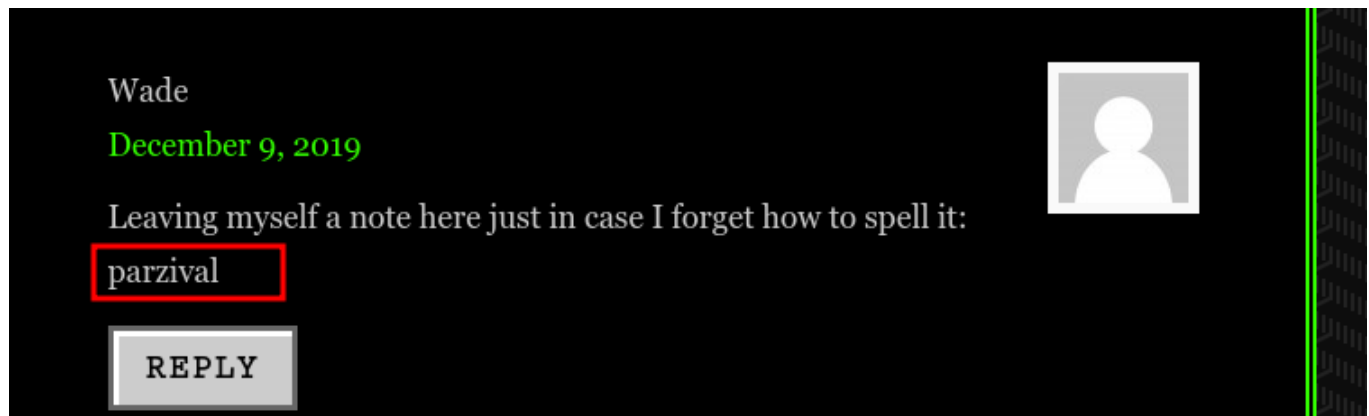 Wade
December 9, 2019
Leaving myself a note here just in case I forget how to spell it:
parzival
REPLY